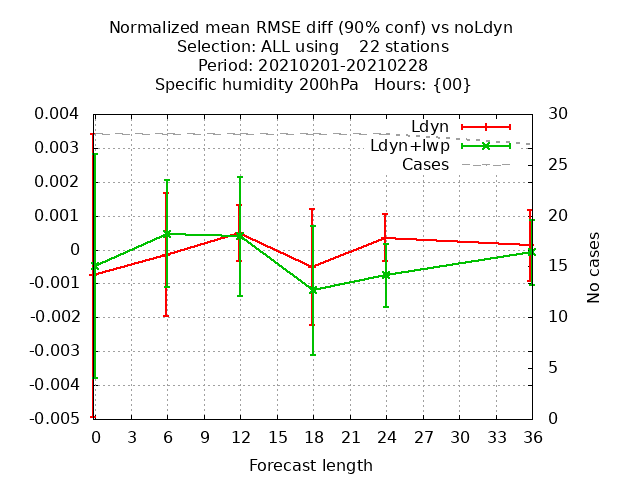 Normalized mean RMSE diff (90% conf) vs noLdyn
Selection: ALL using    22 stations
Period: 20210201-20210228
Specific humidity 200hPa   Hours: {00}
0.004
0.003
0.002
0.001
0
-0.001
-0.002
-0.003
-0.004
-0.005
Ldyn
Ldyn+lwp
Cases
30
25
20
15
10
5
0
No cases
0 3 6 9 12 15 18 21 24 27 30 33 36
Forecast length